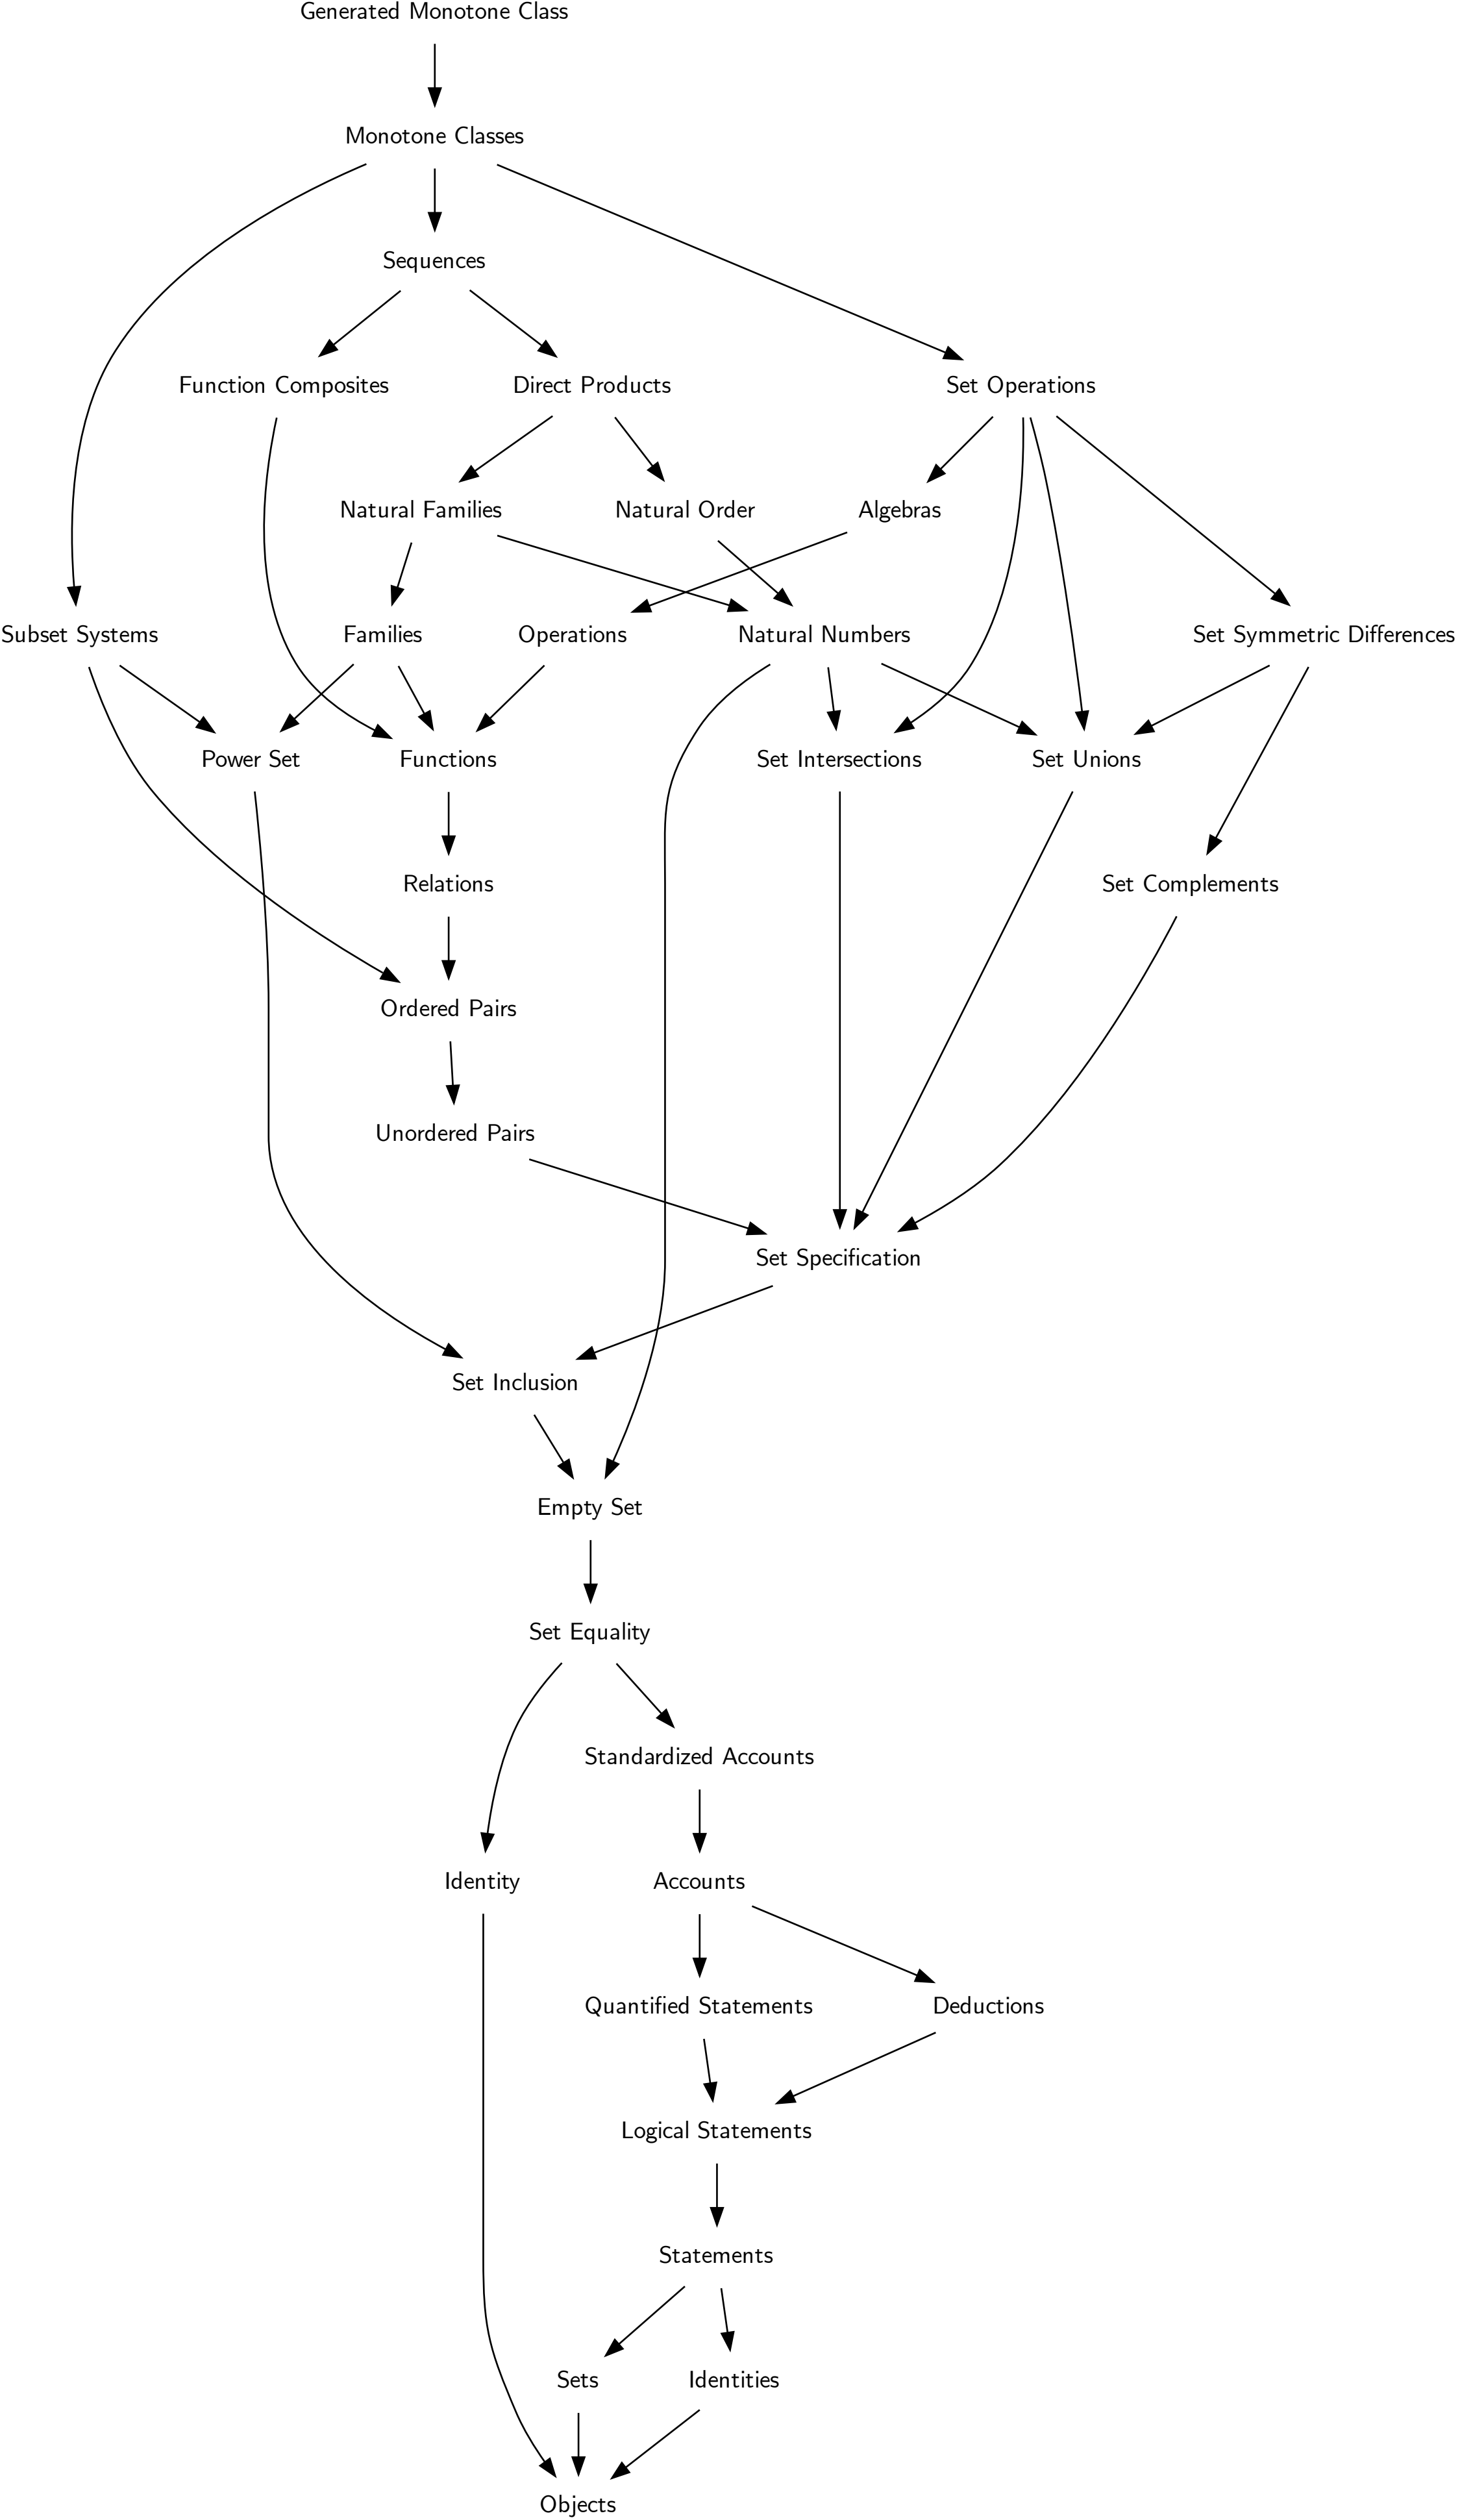 Generated Monotone Class
Monotone Classes
Sequences
Function Composites
Direct Products
Set Operations
Natural Families
Natural Order
Algebras
Subset Systems
Families
Operations
Natural Numbers
Set Symmetric Differences
Power Set
Functions
Set Intersections
Set Unions
Relations
Set Complements
Ordered Pairs
Unordered Pairs
Set Specification
Set Inclusion
Empty Set
Set Equality
Standardized Accounts
Identity
Accounts
Quantified Statements
Deductions
Logical Statements
Statements
Sets
Identities
Objects